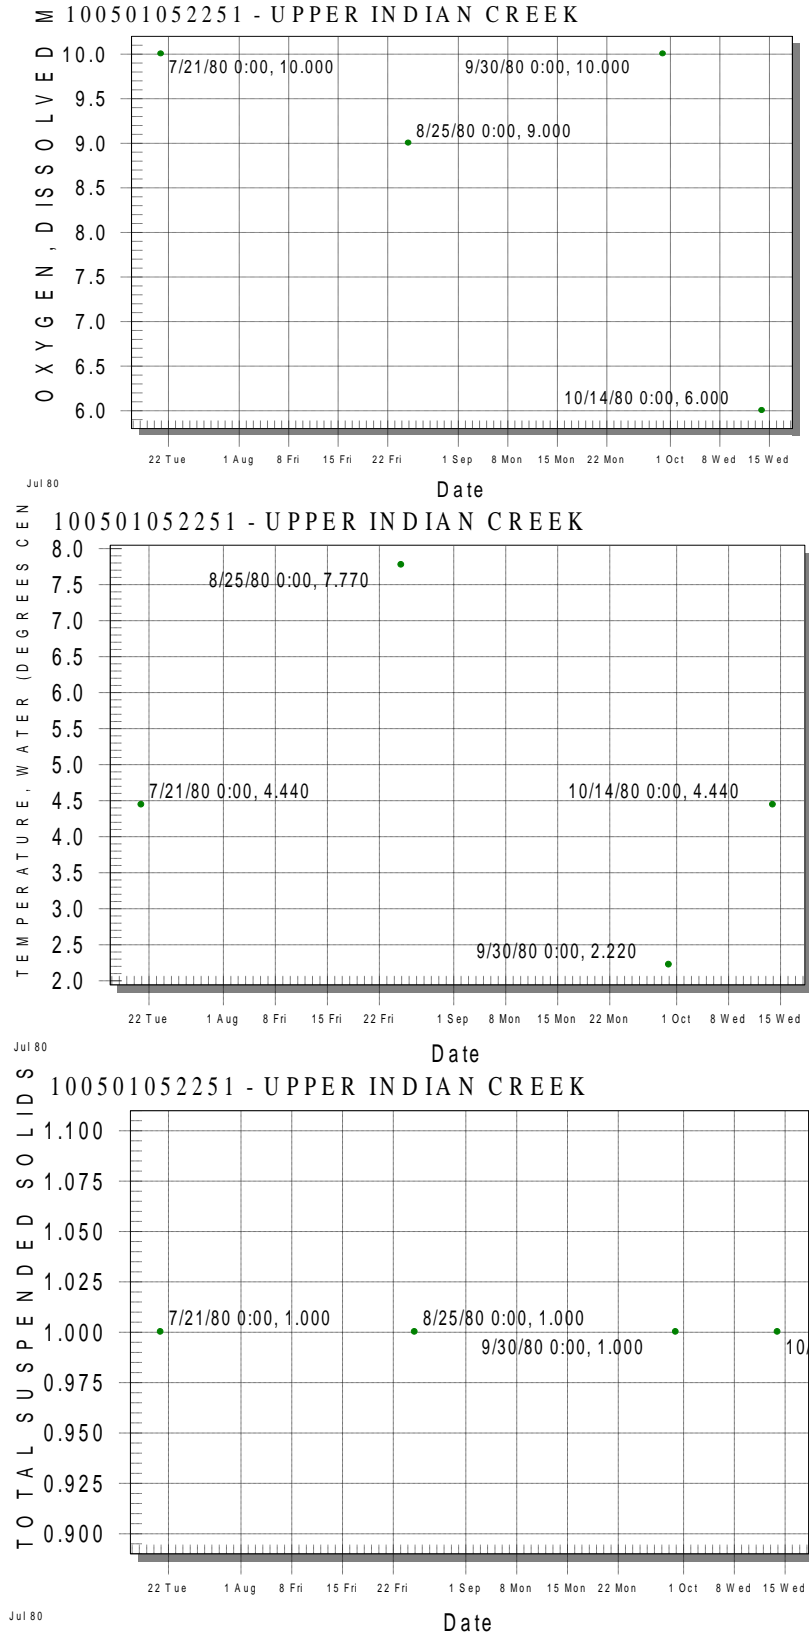 100501052251 - UPPER INDIAN CREEK
OXYGEN, DISSOLVED M
10.0
9.5
9.0
8.5
8.0
7.5
7.0
6.5
6.0
7/21/80 0:00, 10.000
9/30/80 0:00, 10.000
8/25/80 0:00, 9.000
10/14/80 0:00, 6.000
22 Tue 1 Aug 8 Fri 15 Fri 22 Fri 1 Sep 8 Mon 15 Mon 22 Mon 1 Oct 8 Wed 15 Wed
Jul 80
Date
100501052251 - UPPER INDIAN CREEK
TEMPERATURE, WATER (DEGREES CEN
8.0
7.5
7.0
6.5
6.0
5.5
5.0
4.5
4.0
3.5
3.0
2.5
2.0
8/25/80 0:00, 7.770
7/21/80 0:00, 4.440
10/14/80 0:00, 4.440
9/30/80 0:00, 2.220
22 Tue 1 Aug 8 Fri 15 Fri 22 Fri 1 Sep 8 Mon 15 Mon 22 Mon 1 Oct 8 Wed 15 Wed
Jul 80
Date
100501052251 - UPPER INDIAN CREEK
TOTAL SUSPENDED SOLIDS
1.100
1.075
1.050
1.025
1.000
0.975
0.950
0.925
0.900
7/21/80 0:00, 1.000
8/25/80 0:00, 1.000
9/30/80 0:00, 1.000
10/
22 Tue 1 Aug 8 Fri 15 Fri 22 Fri 1 Sep 8 Mon 15 Mon 22 Mon 1 Oct 8 Wed 15 Wed
Jul 80
Date